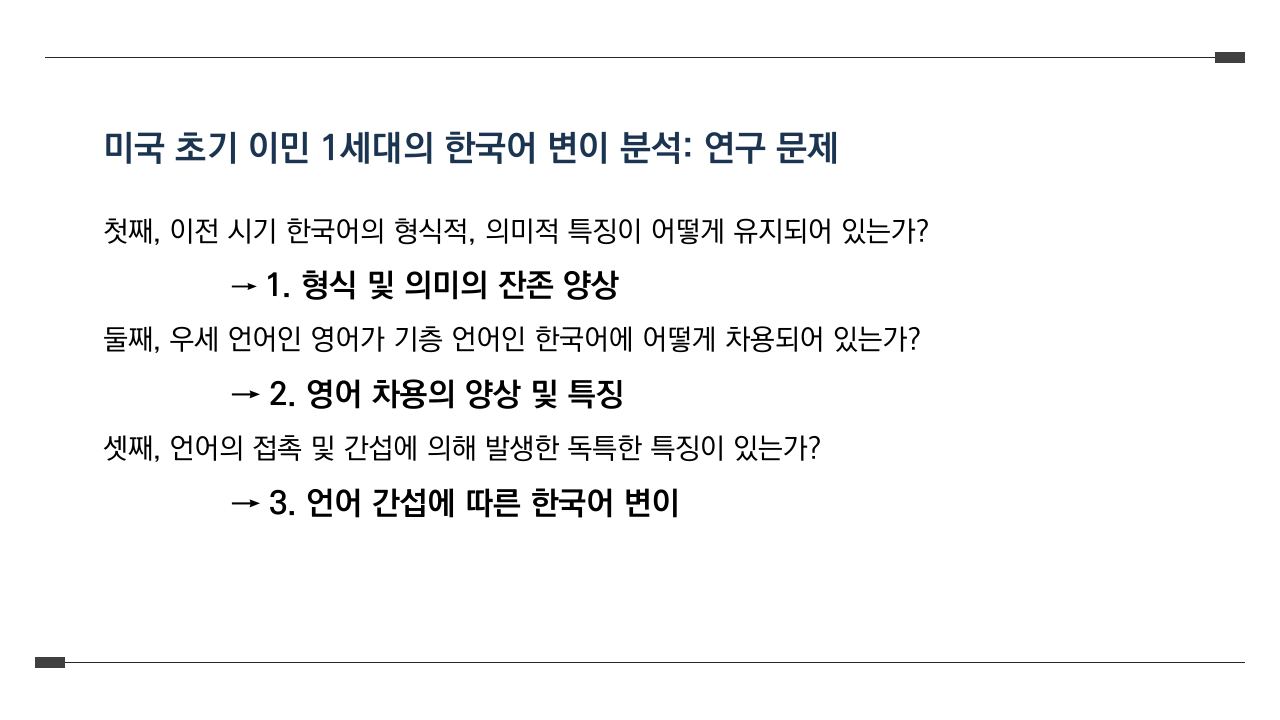 미국 초기 이민 1세대의 한국어 변이 분석: 연구 문제
첫째, 이전 시기 한국어의 형식적, 의미적 특징이 어떻게 유지되어 있는가?
→ 1. 형식 및 의미의 잔존 양상
둘째, 우세 언어인 영어가 기층 언어인 한국어에 어떻게 차용되어 있는가?
→ 2. 영어 차용의 양상 및 특징
셋째, 언어의 접촉 및 간섭에 의해 발생한 독특한 특징이 있는가?
→ 3. 언어 간섭에 따른 한국어 변이